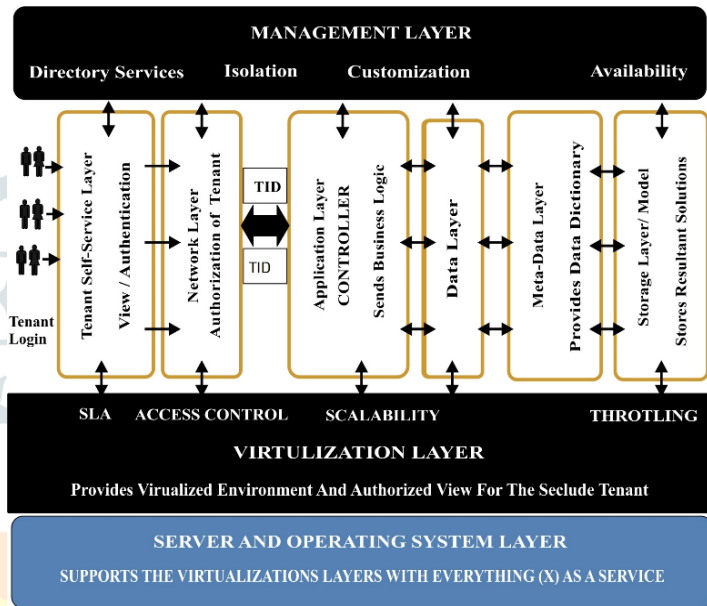 MANAGEMENT LAYER
Directory Services Isolation Customization Availability
Tenant Login
Tenant Self-Service Layer
View / Authentication
Network Layer
Authorization of Tenant
TID
TID
Application Layer
CONTROLLER
Sends Business Logic
Data Layer
Meta-Data Layer
Provides Data Dictionary
Storage Layer/ Model
Stores Resultant Solutions
SLA ACCESS CONTROL SCALABILITY THROTLING
VIRTULIZATION LAYER
Provides Virualized Environment And Authorized View For The Seclude Tenant
SERVER AND OPERATING SYSTEM LAYER
SUPPORTS THE VIRTUALIZATIONS LAYERS WITH EVERYTHING (X) AS A SERVICE